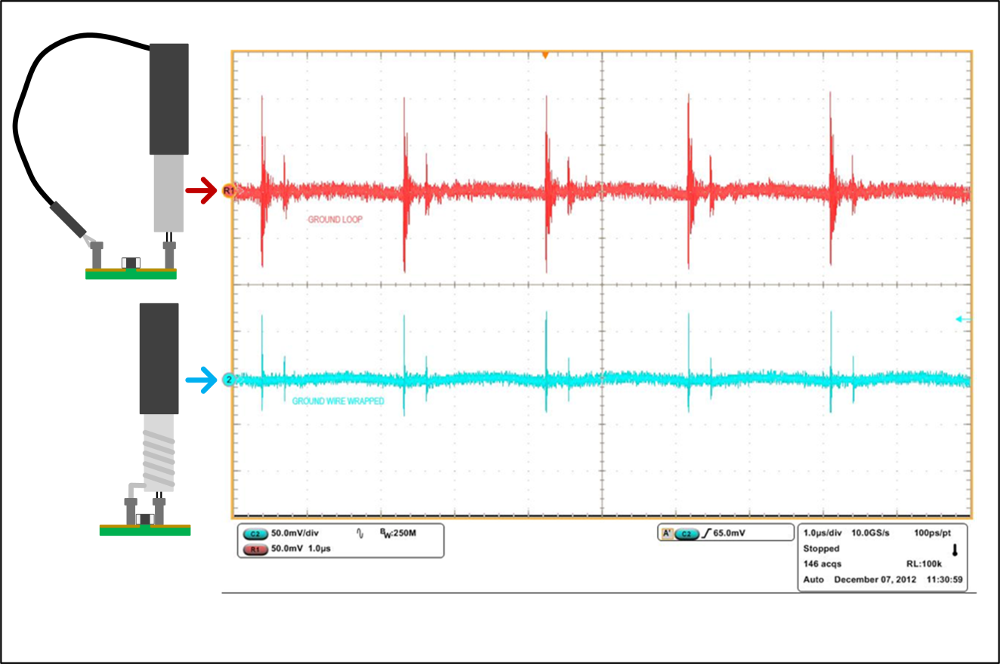 R1
GROUND LOOP
2
GROUND WIRE WRAPPED
C2 50.0mV/div BW:250M
R1 50.0mV 1.0µs
A' C2 65.0mV
1.0µs/div 10.0GS/s 100ps/pt
Stopped
146 acqs RL:100k
Auto December 07, 2012 11:30:59